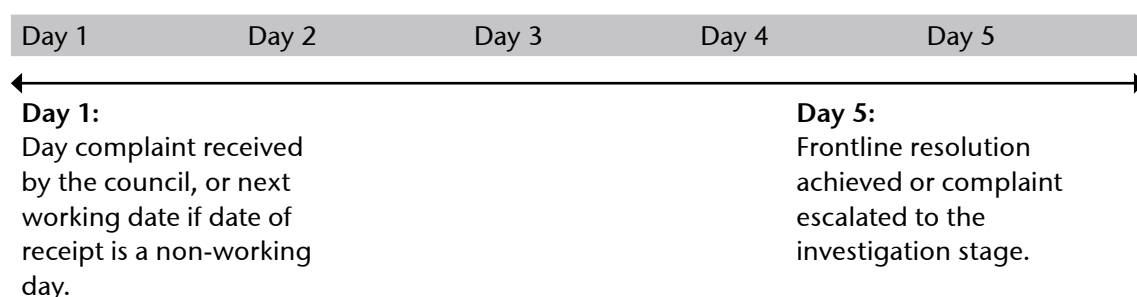 Day 1 Day 2 Day 3 Day 4 Day 5
Day 1:
Day complaint received
by the council, or next
working date if date of
receipt is a non-working
day.
Day 5:
Frontline resolution
achieved or complaint
escalated to the
investigation stage.